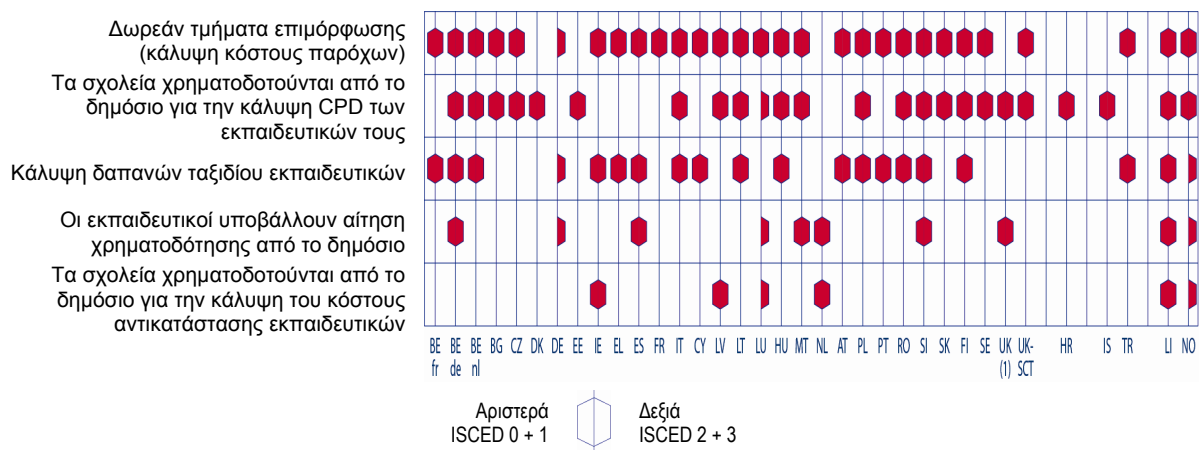 Δωρεάν τμήματα επιμόρφωσης
(κάλυψη κόστους παρόχων)
Τα σχολεία χρηματοδοτούνται από το
δημόσιο για την κάλυψη CPD των
εκπαιδευτικών τους
Κάλυψη δαπανών ταξιδίου εκπαιδευτικών
Οι εκπαιδευτικοί υποβάλλουν αίτηση
χρηματοδότησης από το δημόσιο
Τα σχολεία χρηματοδοτούνται από το
δημόσιο για την κάλυψη του κόστους
αντικατάστασης εκπαιδευτικών
BE BE BE BG CZ DK DE EE IE EL ES FR IT CY LV LT LU HU MT NL AT PL PT RO SI SK FI SE UK UK- HR IS TR LI NO
fr de nl (1) SCT
Αριστερά Δεξιά
ISCED 0 + 1 ISCED 2 + 3